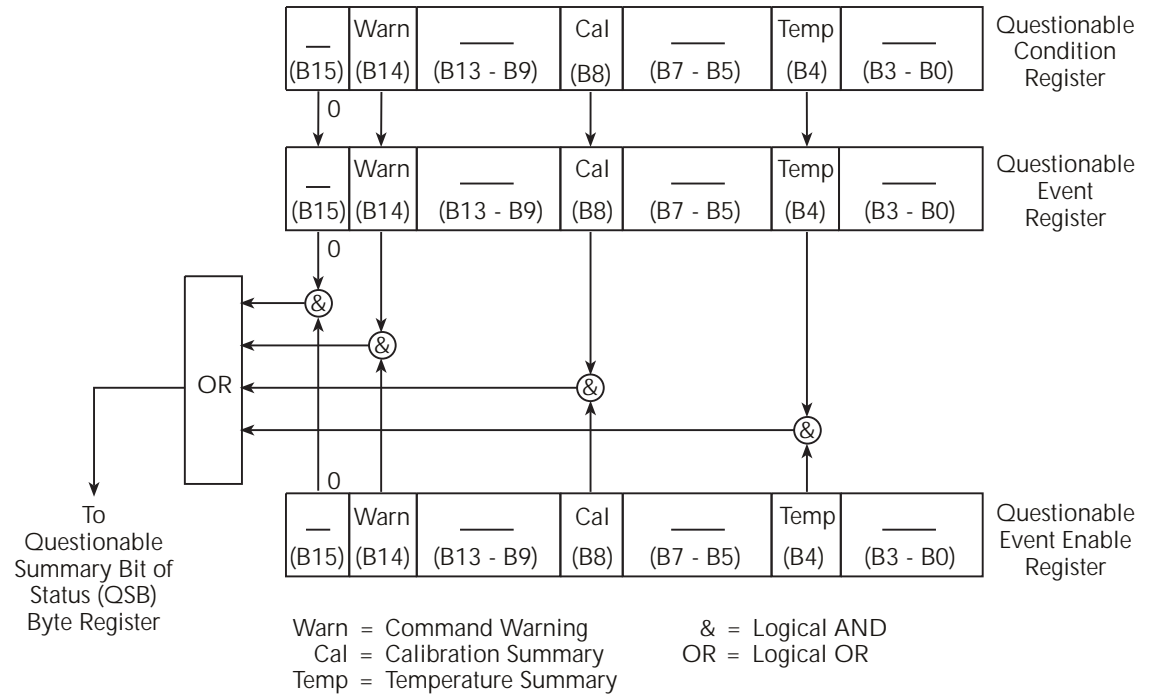 Warn Cal Temp
(B15) (B14) (B13 - B9) (B8) (B7 - B5) (B4) (B3 - B0)
Questionable
Condition
Register
0
Warn Cal Temp
(B15) (B14) (B13 - B9) (B8) (B7 - B5) (B4) (B3 - B0)
Questionable
Event
Register
0
&
&
OR
&
&
0
Warn Cal Temp
(B15) (B14) (B13 - B9) (B8) (B7 - B5) (B4) (B3 - B0)
Questionable
Event Enable
Register
To
Questionable
Summary Bit of
Status (QSB)
Byte Register
Warn = Command Warning
Cal = Calibration Summary
Temp = Temperature Summary
& = Logical AND
OR = Logical OR